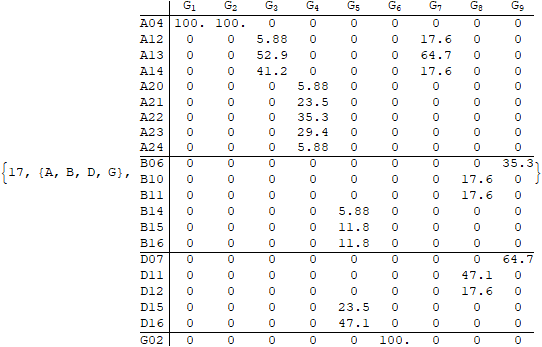 G1 G2 G3 G4 G5 G6 G7 G8 G9
A04 100. 100. 0 0 0 0 0 0 0
A12 0 0 5.88 0 0 0 17.6 0 0
A13 0 0 52.9 0 0 0 64.7 0 0
A14 0 0 41.2 0 0 0 17.6 0 0
A20 0 0 0 5.88 0 0 0 0 0
A21 0 0 0 23.5 0 0 0 0 0
A22 0 0 0 35.3 0 0 0 0 0
A23 0 0 0 29.4 0 0 0 0 0
A24 0 0 0 5.88 0 0 0 0 0
B06 0 0 0 0 0 0 0 0 35.3
{17, {A, B, D, G}, }
B10 0 0 0 0 0 0 0 17.6 0
B11 0 0 0 0 0 0 0 17.6 0
B14 0 0 0 0 5.88 0 0 0 0
B15 0 0 0 0 11.8 0 0 0 0
B16 0 0 0 0 11.8 0 0 0 0
D07 0 0 0 0 0 0 0 0 64.7
D11 0 0 0 0 0 0 0 47.1 0
D12 0 0 0 0 0 0 0 17.6 0
D15 0 0 0 0 23.5 0 0 0 0
D16 0 0 0 0 47.1 0 0 0 0
G02 0 0 0 0 0 100. 0 0 0